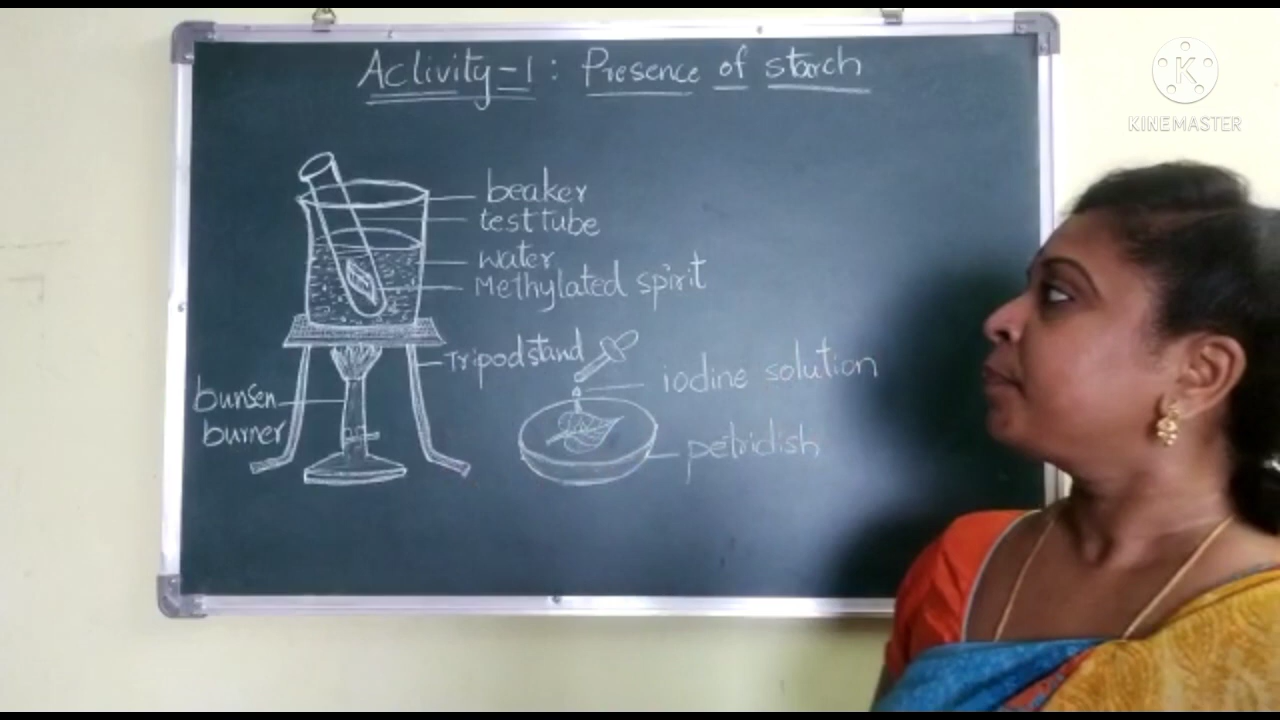 Activity-1: Presence of starch
KINEMASTER
beaker
test tube
water
Methylated spirit
Tripod stand
iodine solution
bunsen
burner
petridish